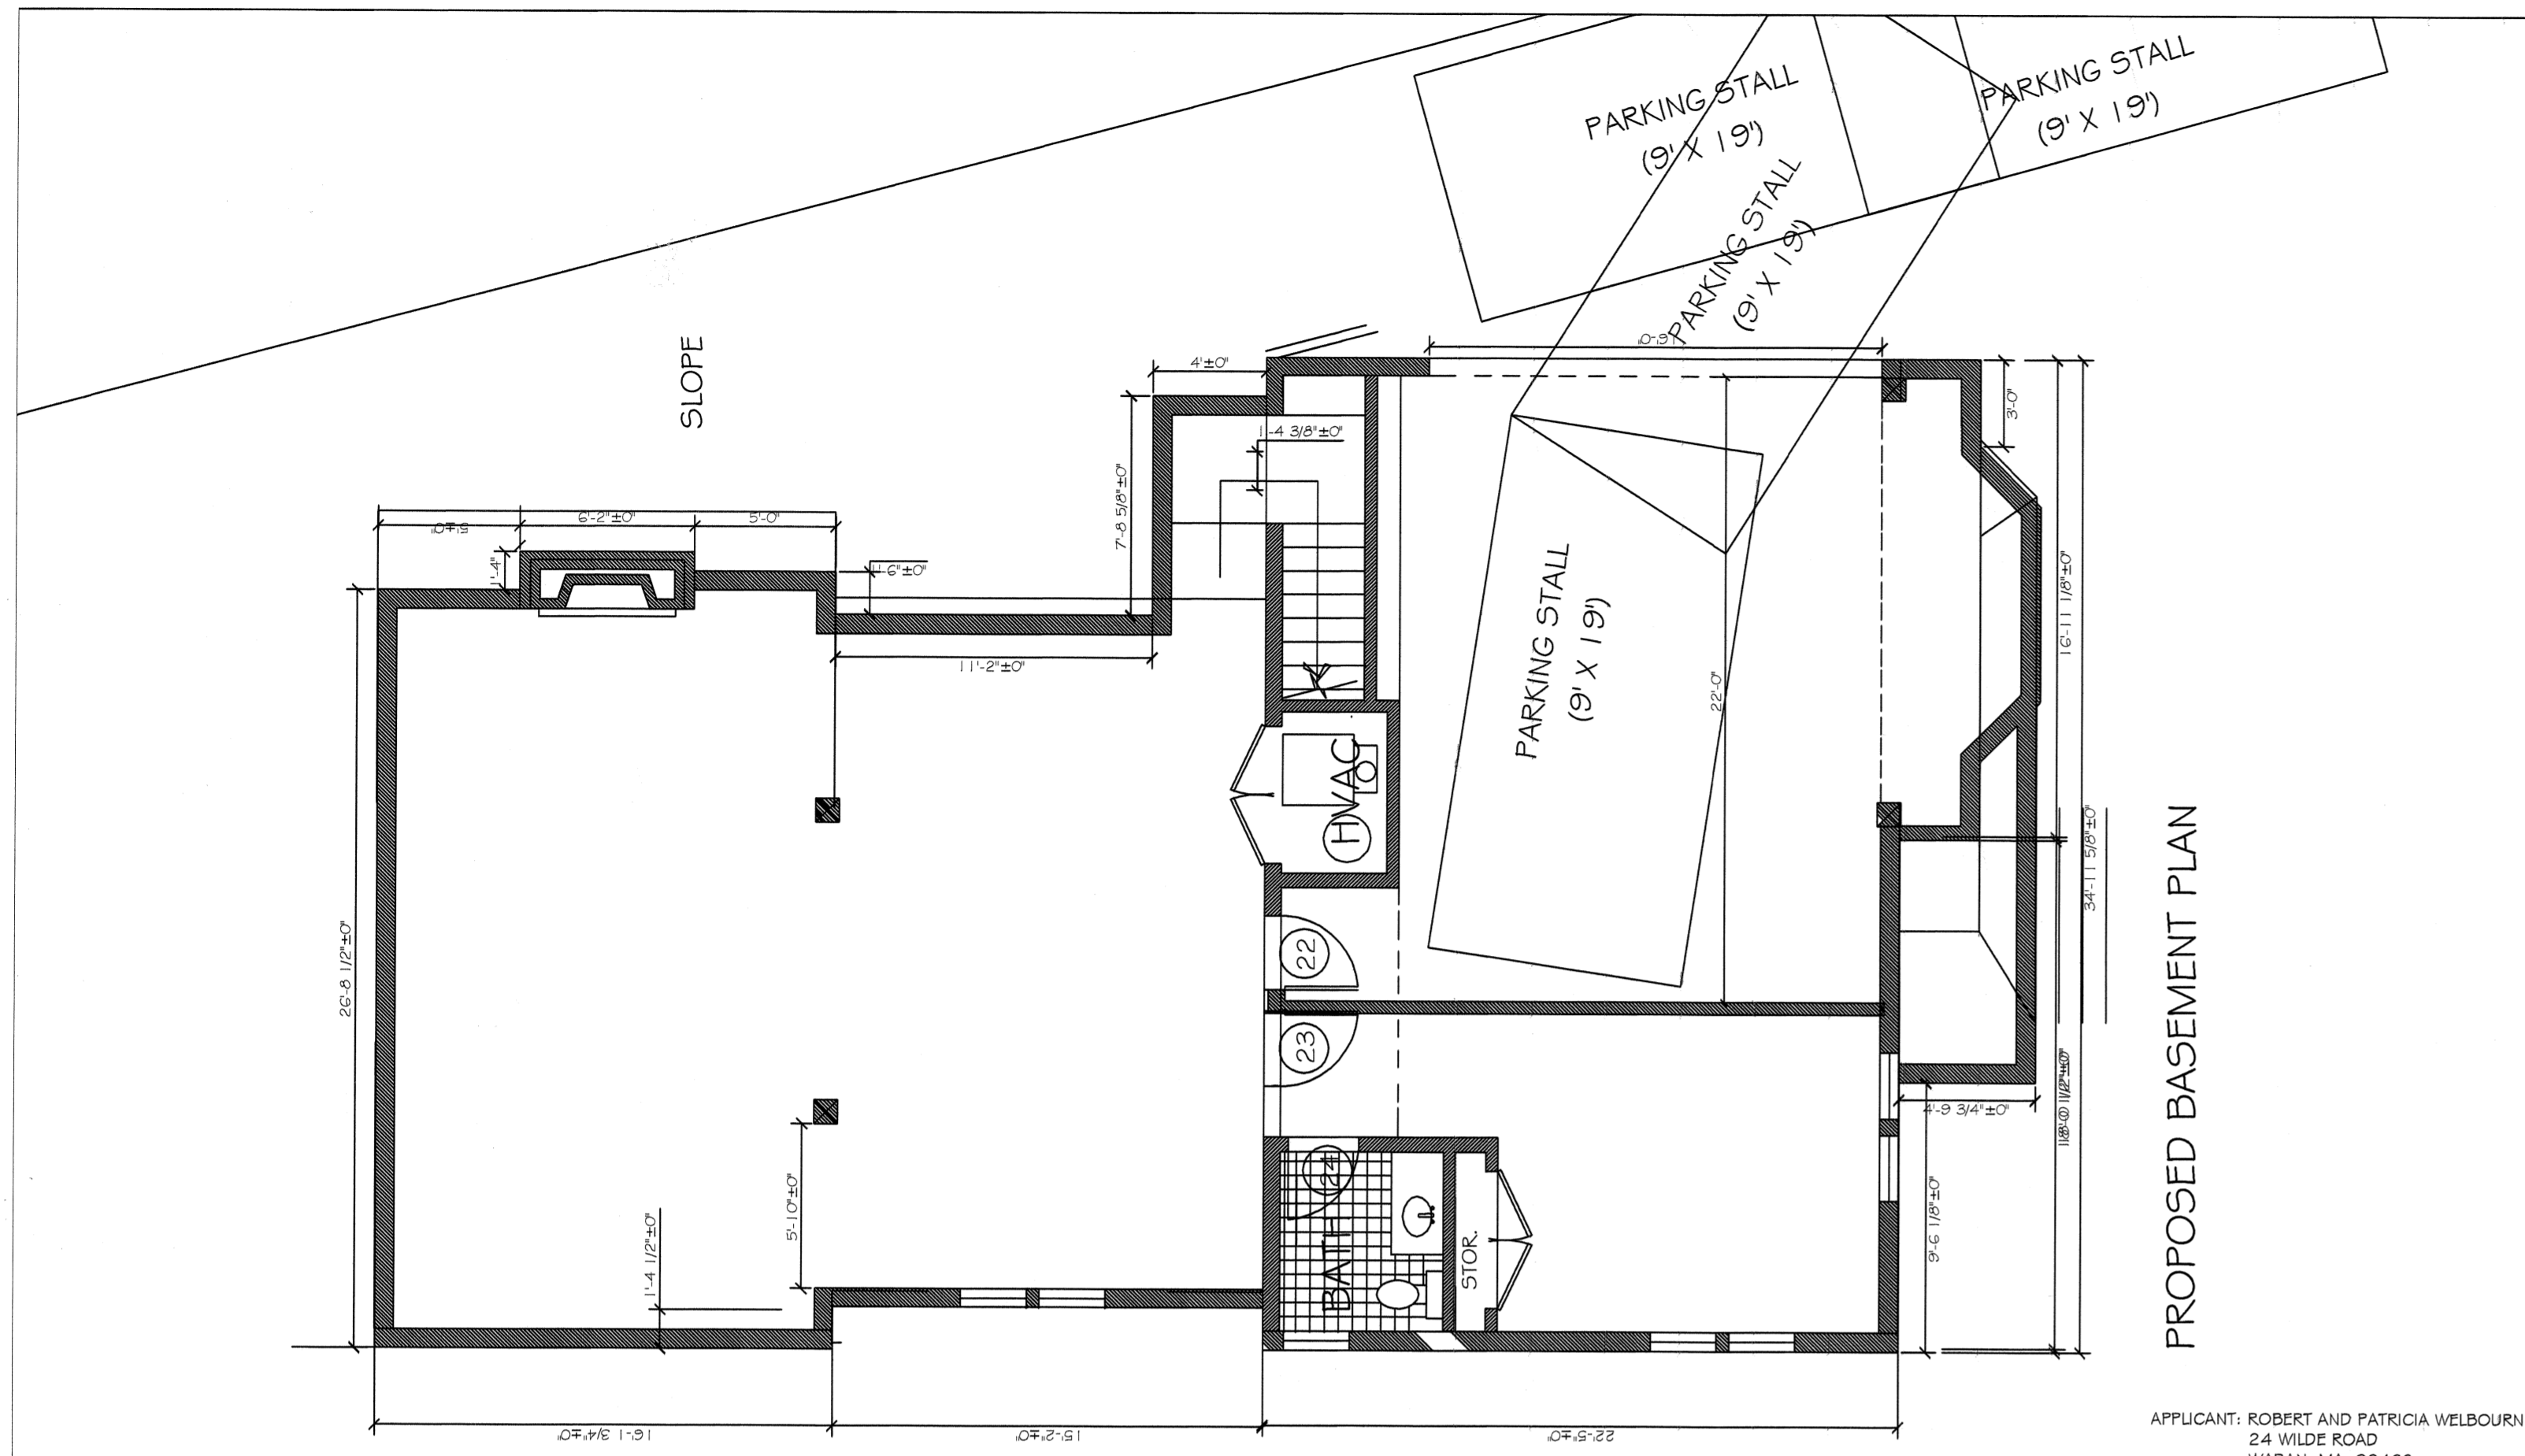 PARKING STALL
(9' X 19')
PARKING STALL
(9' X 19')
PARKING STALL
(9' X 19')
SLOPE
4'±0"
3'-0"
1-4 3/8"±0"
7'-8 5/8"±0"
5'±0"
6'-2"±0"
5'-0"
1'-4"
1'-6"±0"
11'-2"±0"
PARKING STALL
(9' X 19')
22'-0"
16'-11 1/8"±0"
HVAC
34'-11 5/8"±0"
26'-8 1/2"±0"
22
23
24
BATH
STOR.
4'-9 3/4"±0"
9'-6 1/8"±0"
5'-10"±0"
1'-4 1/2"±0"
16'-1 3/4"±0"
15'-2"±0"
22'-5"±0"
PROPOSED BASEMENT PLAN
APPLICANT: ROBERT AND PATRICIA WELBOURN
24 WILDE ROAD